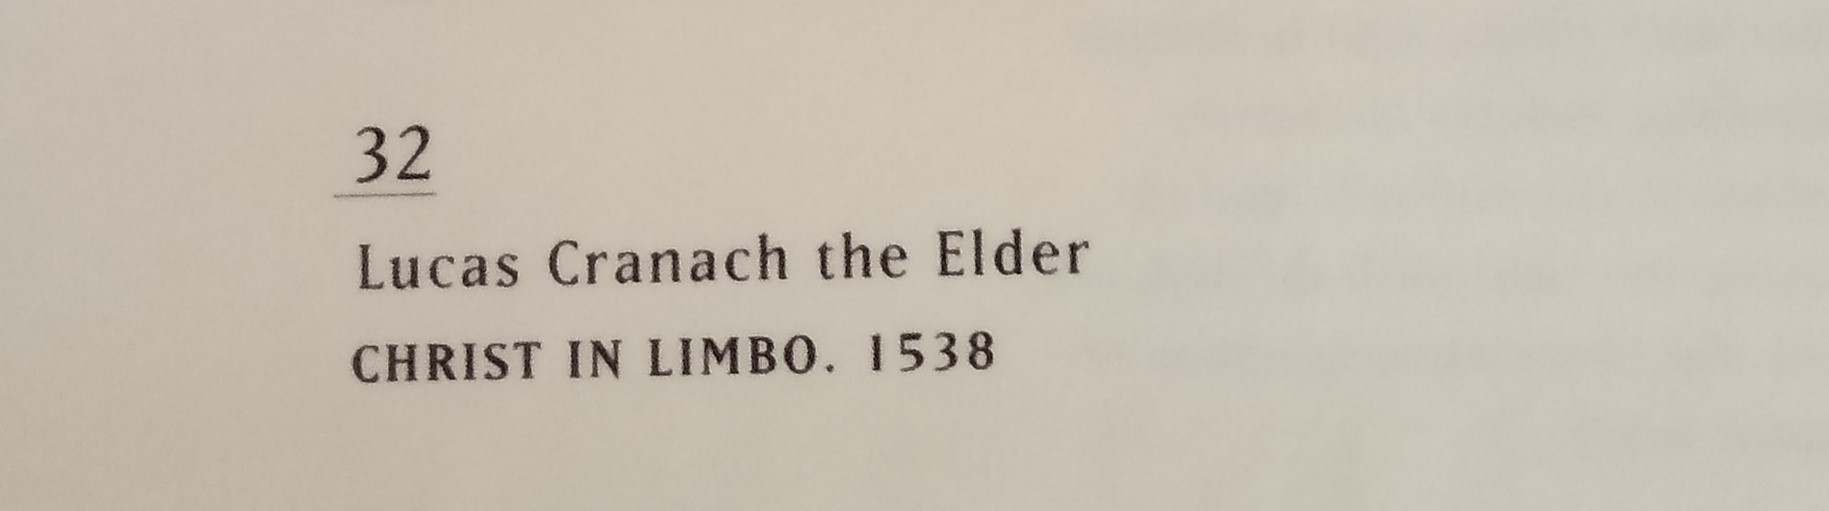 32
Lucas Cranach the Elder
CHRIST IN LIMBO. 1538